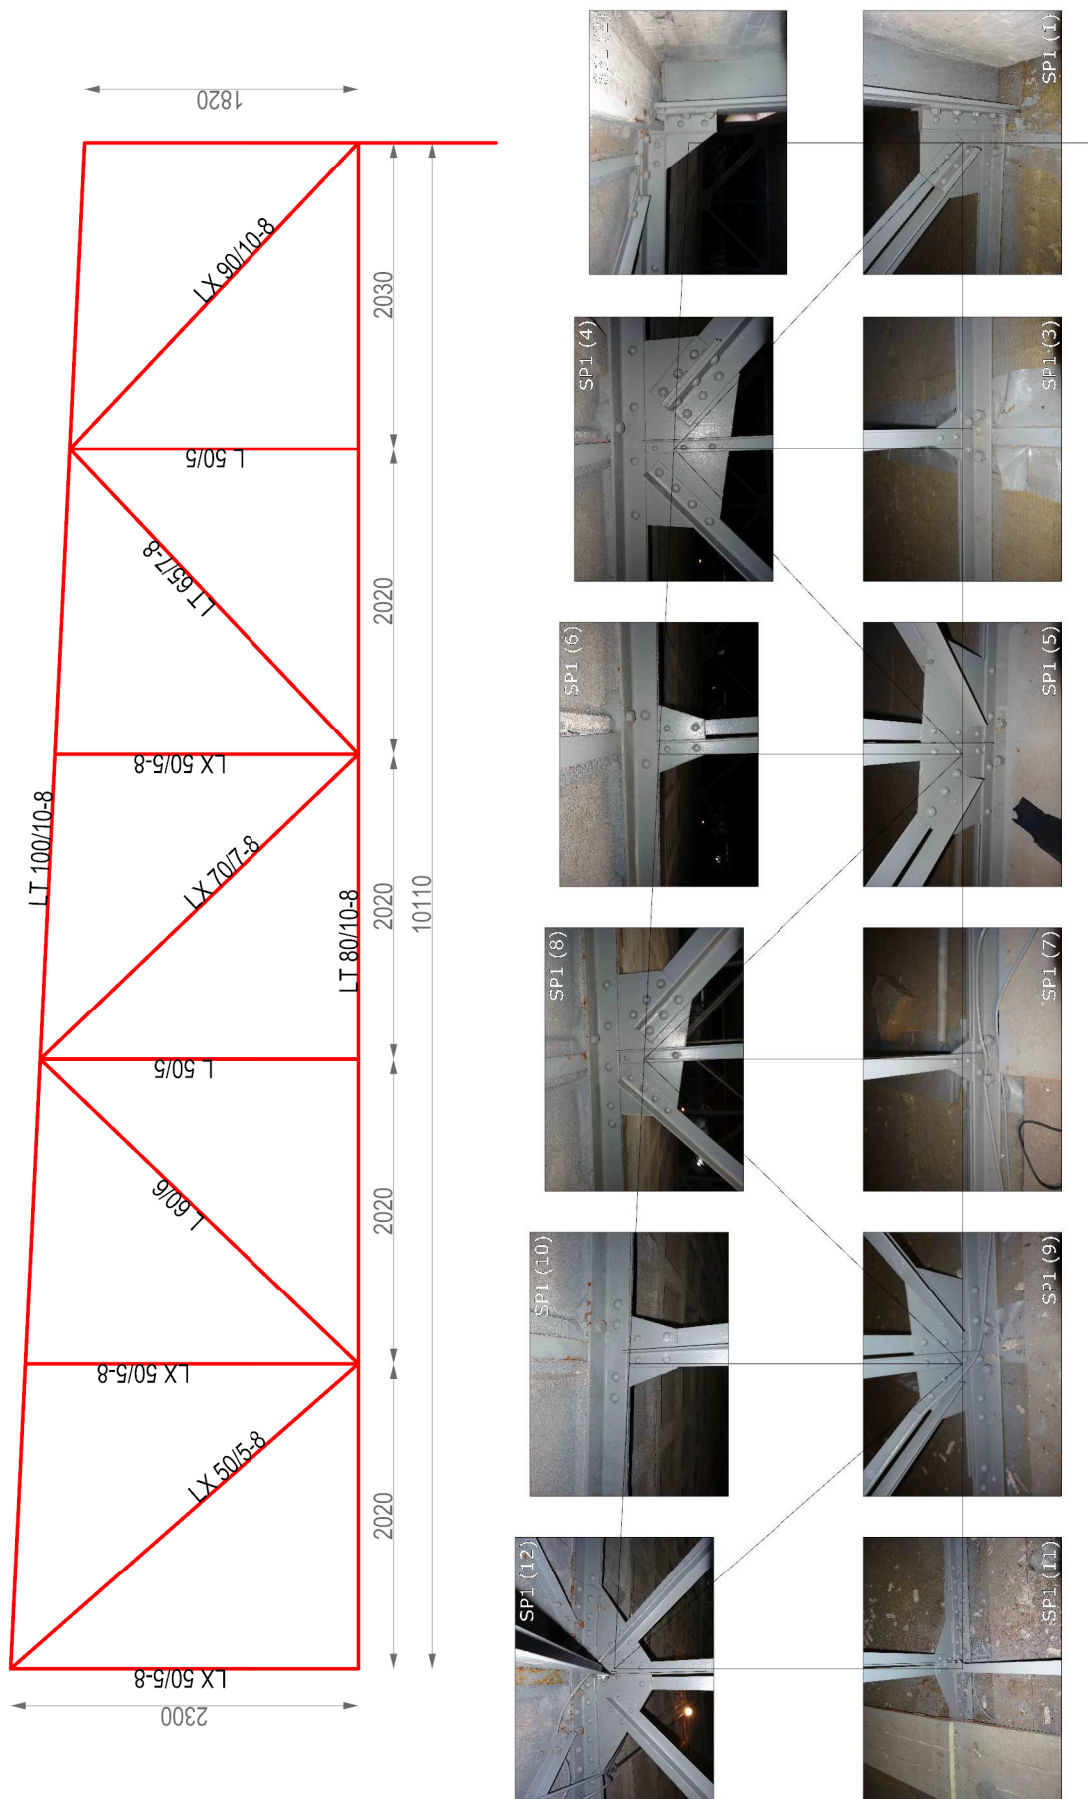 1820
LX 90/10-8
2030
L 50/5
LT 65/7-8
2020
LX 50/5-8
LT 100/10-8
LX 70/7-8
LT 80/10-8
2020
10110
L 50/5
L 60/6
2020
LX 50/5-8
LX 50/5-8
2020
LX 50/5-8
2300
SP1 (2)
SP1 (1)
SP1 (4)
SP1 (3)
SP1 (6)
SP1 (5)
SP1 (8)
SP1 (7)
SP1 (10)
SP1 (9)
SP1 (12)
SP1 (11)